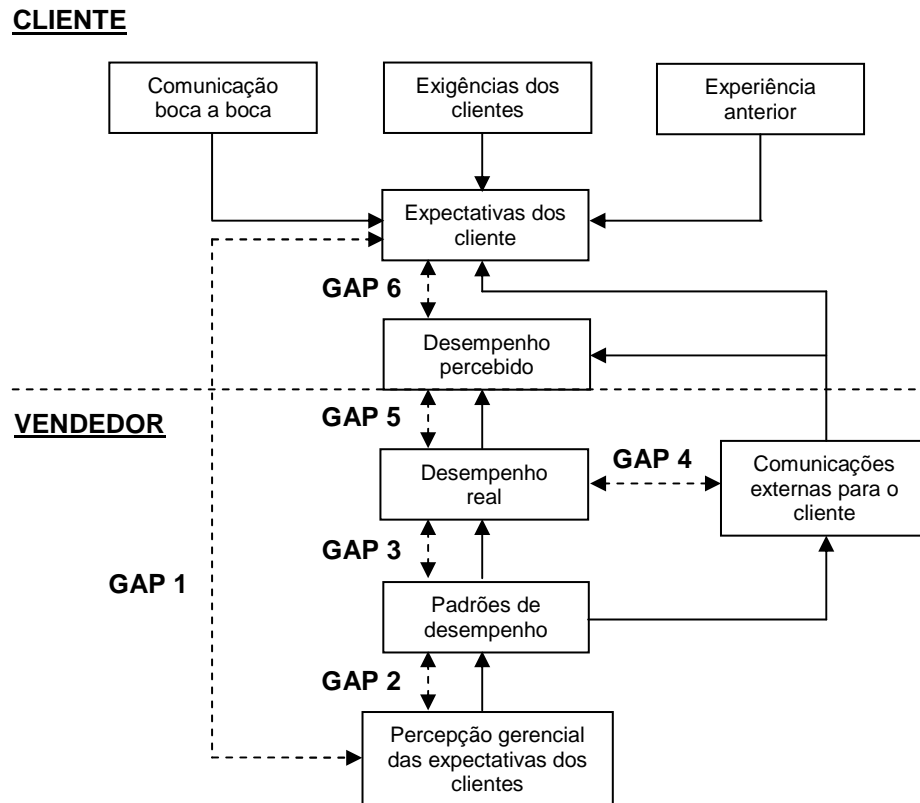 CLIENTE
Comunicação
boca a boca
Exigências dos
clientes
Experiência
anterior
Expectativas dos
cliente
GAP 6
Desempenho
percebido
VENDEDOR
GAP 5
Desempenho
real
GAP 4
Comunicações
externas para o
cliente
GAP 3
GAP 1
Padrões de
desempenho
GAP 2
Percepção gerencial
das expectativas dos
clientes